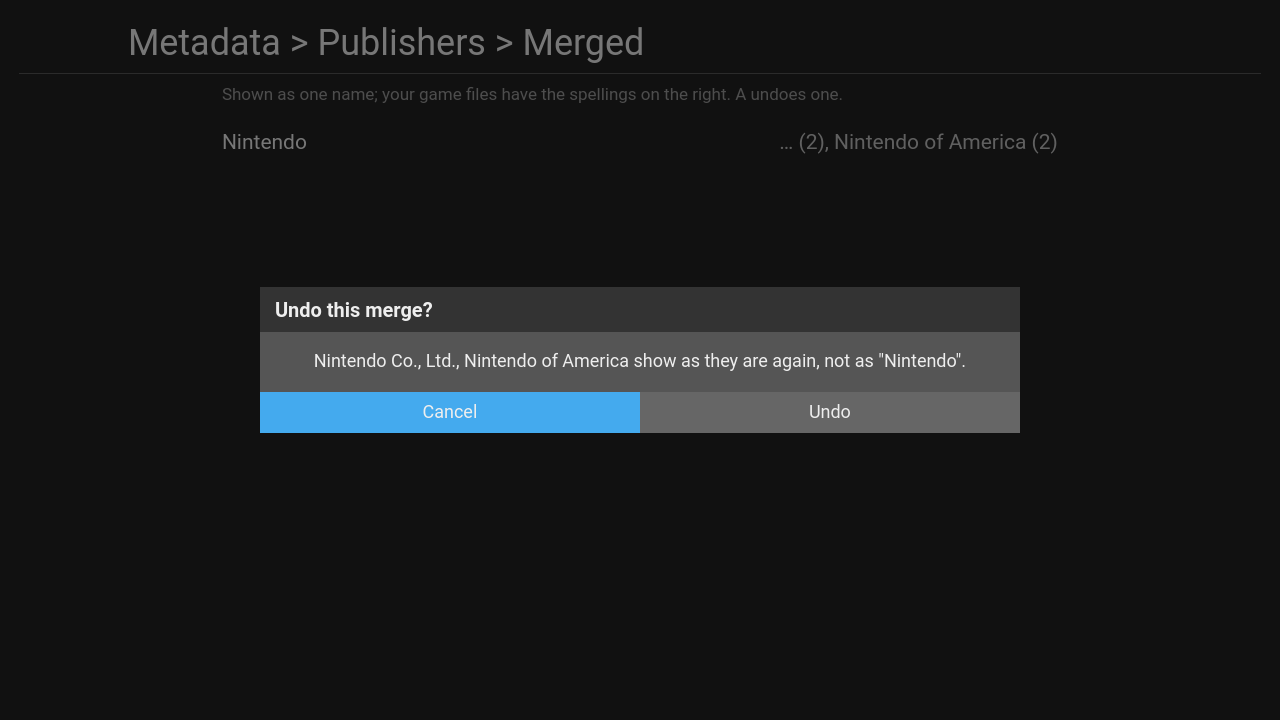 Metadata > Publishers > Merged
Shown as one name; your game files have the spellings on the right. A undoes one.
Nintendo
… (2), Nintendo of America (2)
Undo this merge?
Nintendo Co., Ltd., Nintendo of America show as they are again, not as "Nintendo".
Cancel
Undo